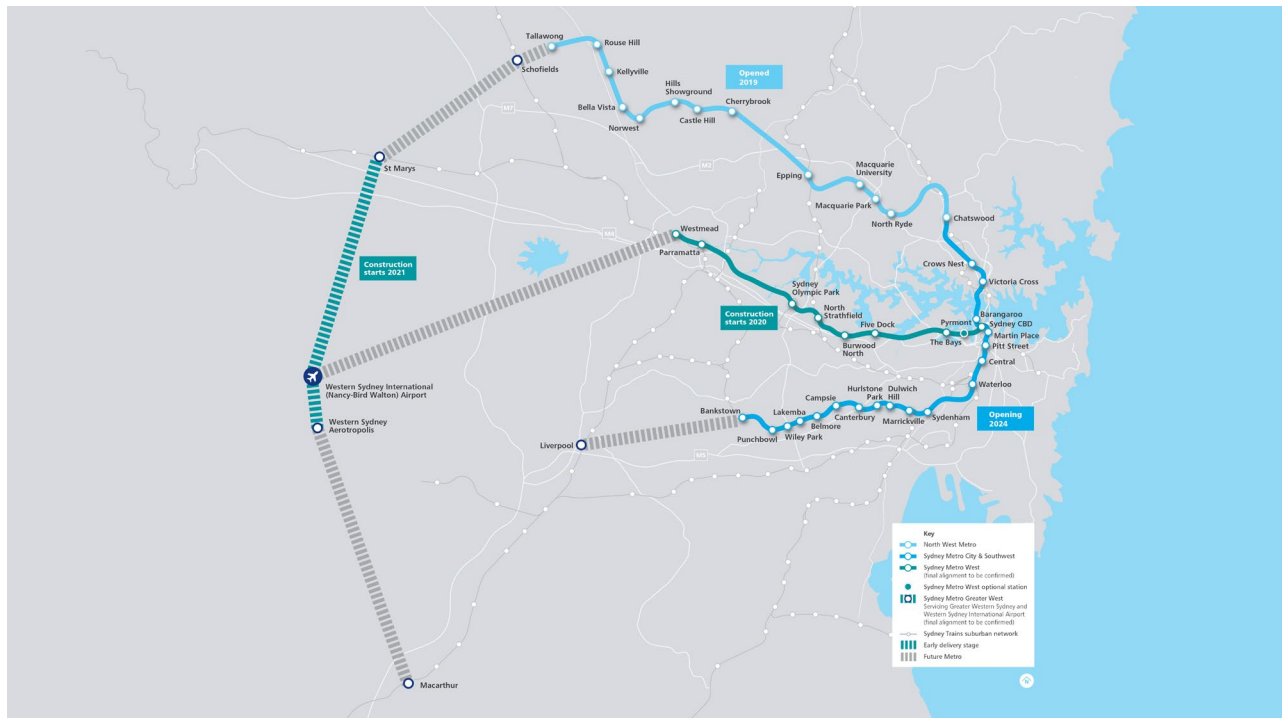 Tallawong
Rouse Hill
Schofields
Kellyville
Opened
2019
Hills
Showground
Cherrybrook
Bella Vista
Castle Hill
M7
Norwest
St Marys
M2
Macquarie
University
Epping
Macquarie Park
North Ryde
Chatswood
Westmead
M4
Parramatta
Crows Nest
Construction
starts 2021
Sydney
Olympic Park
Victoria Cross
North
Strathfield
Construction
starts 2020
Five Dock
Pyrmont
Barangaroo
Sydney CBD
Martin Place
Burwood
North
The Bays
Pitt Street
Central
Western Sydney International
(Nancy-Bird Walton) Airport
Waterloo
Hurlstone
Park
Dulwich
Hill
Campsie
Bankstown
Lakemba
Canterbury
Western Sydney
Aerotropolis
Belmore
Marrickville
Sydenham
Opening
2024
Punchbowl
Wiley Park
Liverpool
M5
Key
North West Metro
Sydney Metro City & Southwest
Sydney Metro West
(final alignment to be confirmed)
Sydney Metro West optional station
Sydney Metro Greater West
Servicing Greater Western Sydney and
Western Sydney International Airport
(final alignment to be confirmed)
Sydney Trains suburban network
Early delivery stage
Future Metro
Macarthur